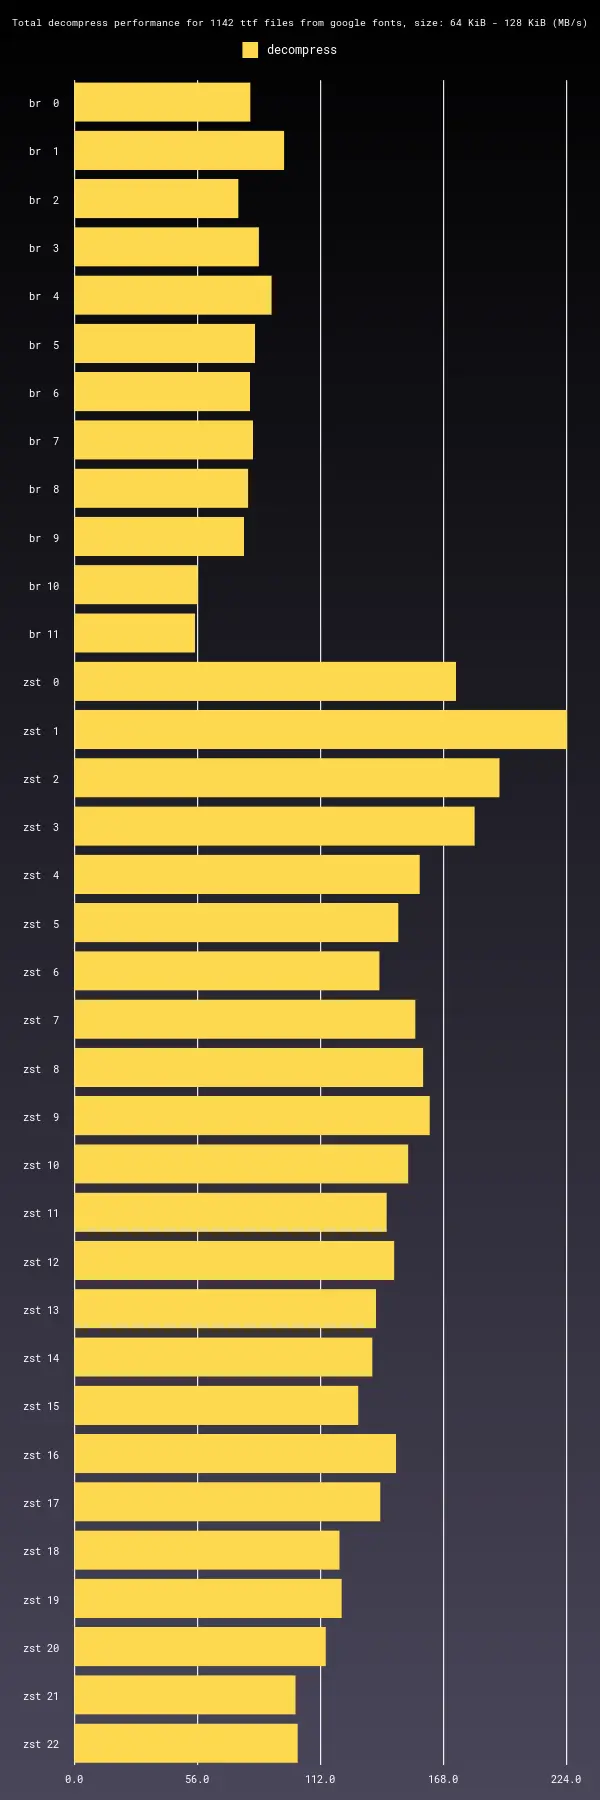 Total decompress performance for 1142 ttf files from google fonts, size: 64 KiB - 128 KiB (MB/s)
decompress
br 0
br 1
br 2
br 3
br 4
br 5
br 6
br 7
br 8
br 9
br 10
br 11
zst 0
zst 1
zst 2
zst 3
zst 4
zst 5
zst 6
zst 7
zst 8
zst 9
zst 10
zst 11
zst 12
zst 13
zst 14
zst 15
zst 16
zst 17
zst 18
zst 19
zst 20
zst 21
zst 22
0.0 56.0 112.0 168.0 224.0